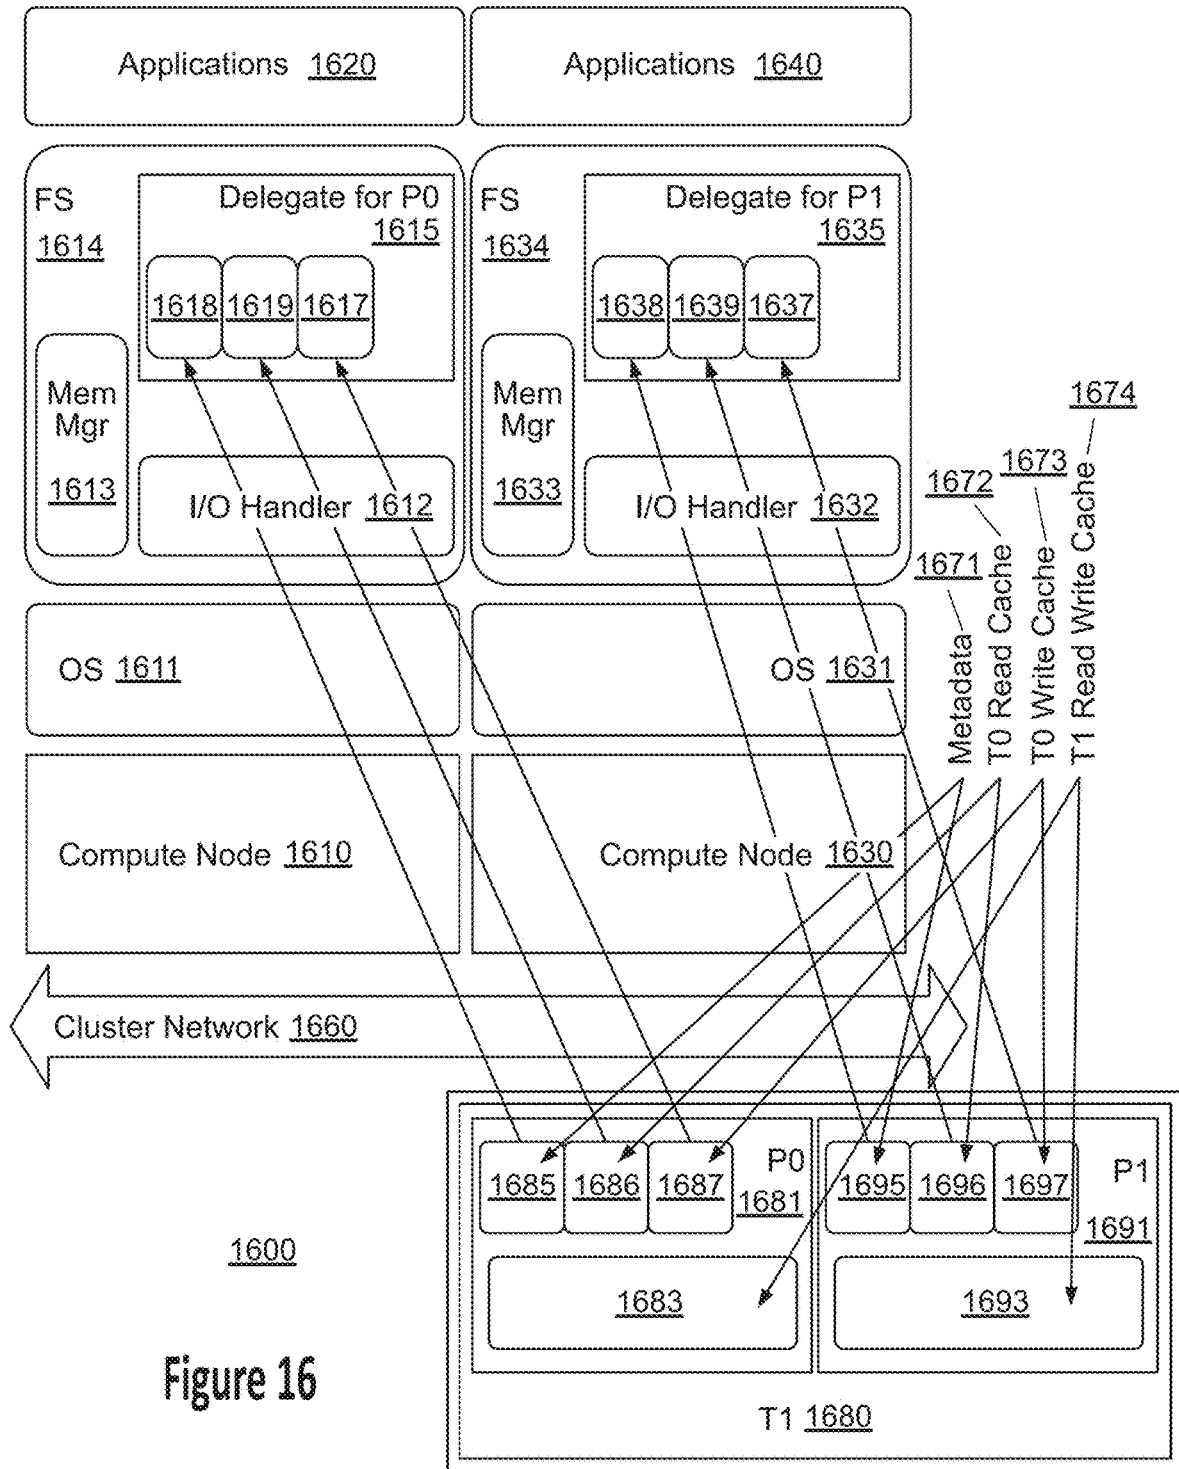 Applications 1620
Applications 1640
FS
1614
Delegate for P0
1615
1618 1619 1617
Mem
Mgr
1613
I/O Handler 1612
FS
1634
Delegate for P1
1635
1638 1639 1637
Mem
Mgr
1633
I/O Handler 1632
1674
1673
1672
1671
Metadata
T0 Read Cache
T0 Write Cache
T1 Read Write Cache
OS 1611
OS 1631
Compute Node 1610
Compute Node 1630
Cluster Network 1660
1685 1686 1687
P0
1681
1683
1695 1696 1697
P1
1691
1693
T1 1680
1600
Figure 16